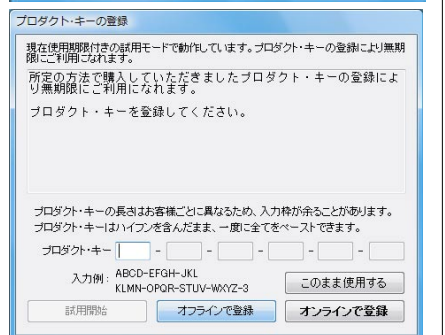 プロダクト・キーの登録
現在使用期限付きの試用モードで動作しています。プロダクト・キーの登録により無期
限にご利用になれます。
所定の方法で購入していただきましたプロダクト・キーの登録によ
り無期限にご利用になれます。
プロダクト・キーを登録してください。
プロダクト・キーの長さはお客様ごとに異なるため、入力枠が余ることがあります。
プロダクト・キーはハイフンを含んだまま、一度に全てをペーストできます。
プロダクト・キー - - - - -
入力例: ABCD-EFGH-JKL
KLMN-OPQR-STUV-WXYZ-3
このまま使用する
試用開始 オフラインで登録 オンラインで登録